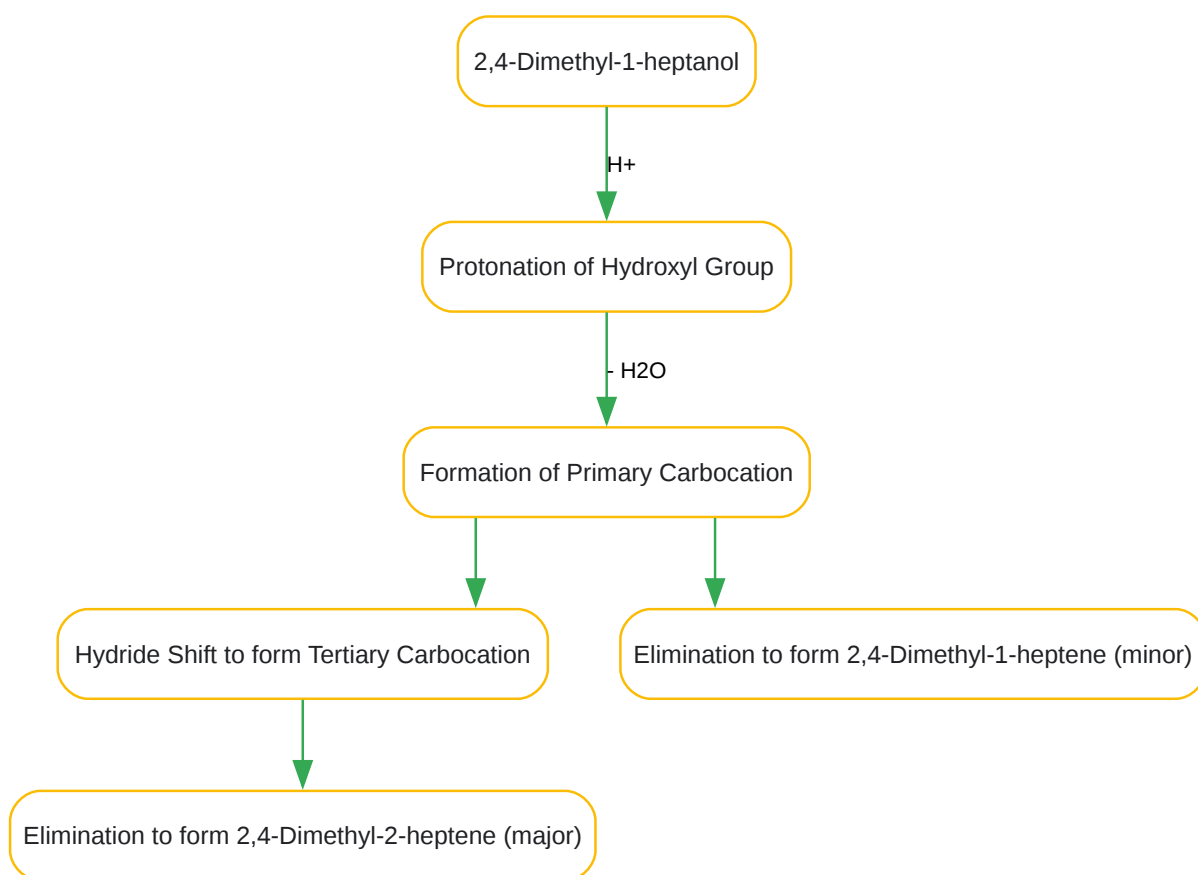 2,4-Dimethyl-1-heptanol
H+
Protonation of Hydroxyl Group
- H2O
Formation of Primary Carbocation
Hydride Shift to form Tertiary Carbocation
Elimination to form 2,4-Dimethyl-1-heptene (minor)
Elimination to form 2,4-Dimethyl-2-heptene (major)